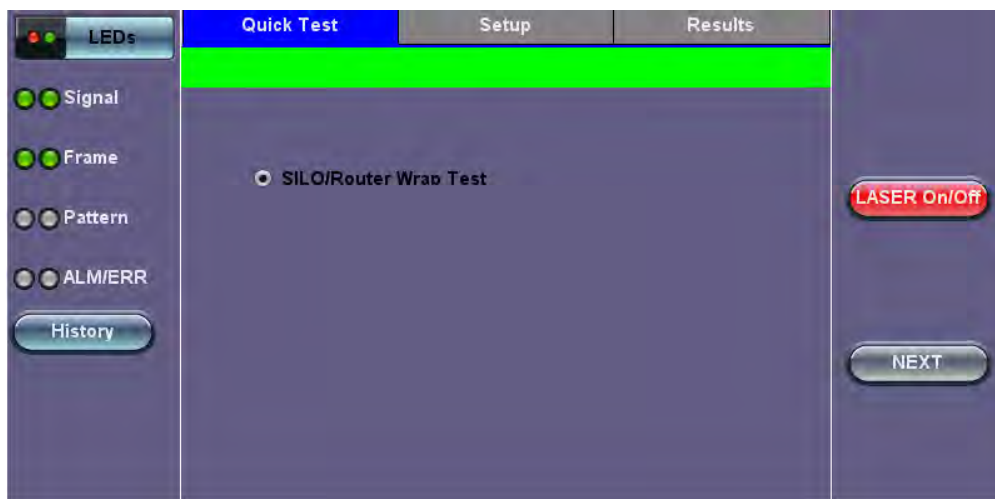 LEDs
Quick Test
Setup
Results
Signal
Frame
Pattern
ALM/ERR
History
SILO/Router Wrap Test
LASER On/Off
NEXT